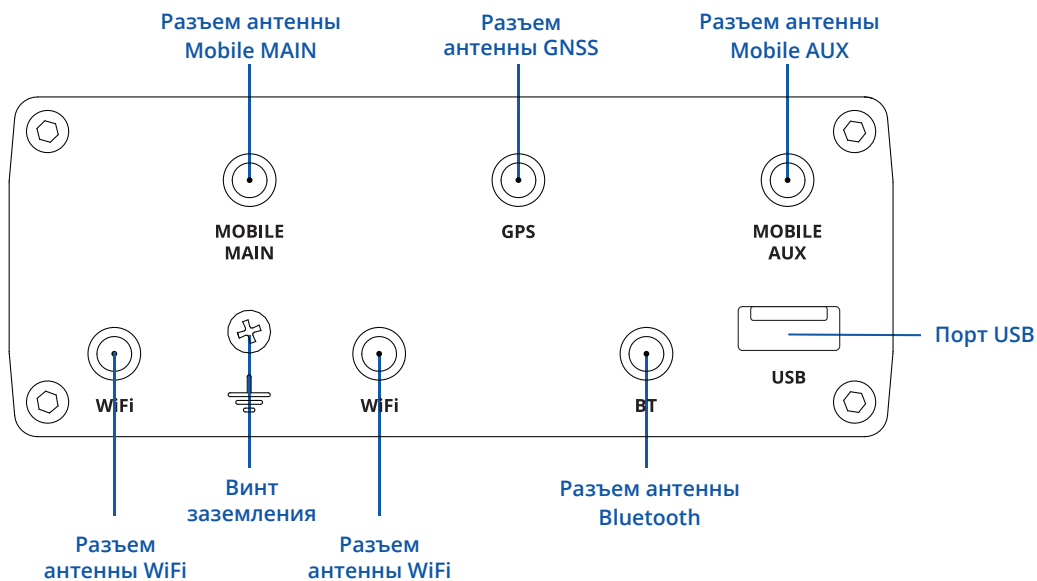 Разъем антенны
Mobile MAIN
Разъем
антенны GNSS
Разъем антенны
Mobile AUX
MOBILE
MAIN
GPS
MOBILE
AUX
Порт USB
USB
WiFi
WiFi
BT
Винт
заземления
Разъем антенны
Bluetooth
Разъем
антенны WiFi
Разъем
антенны WiFi